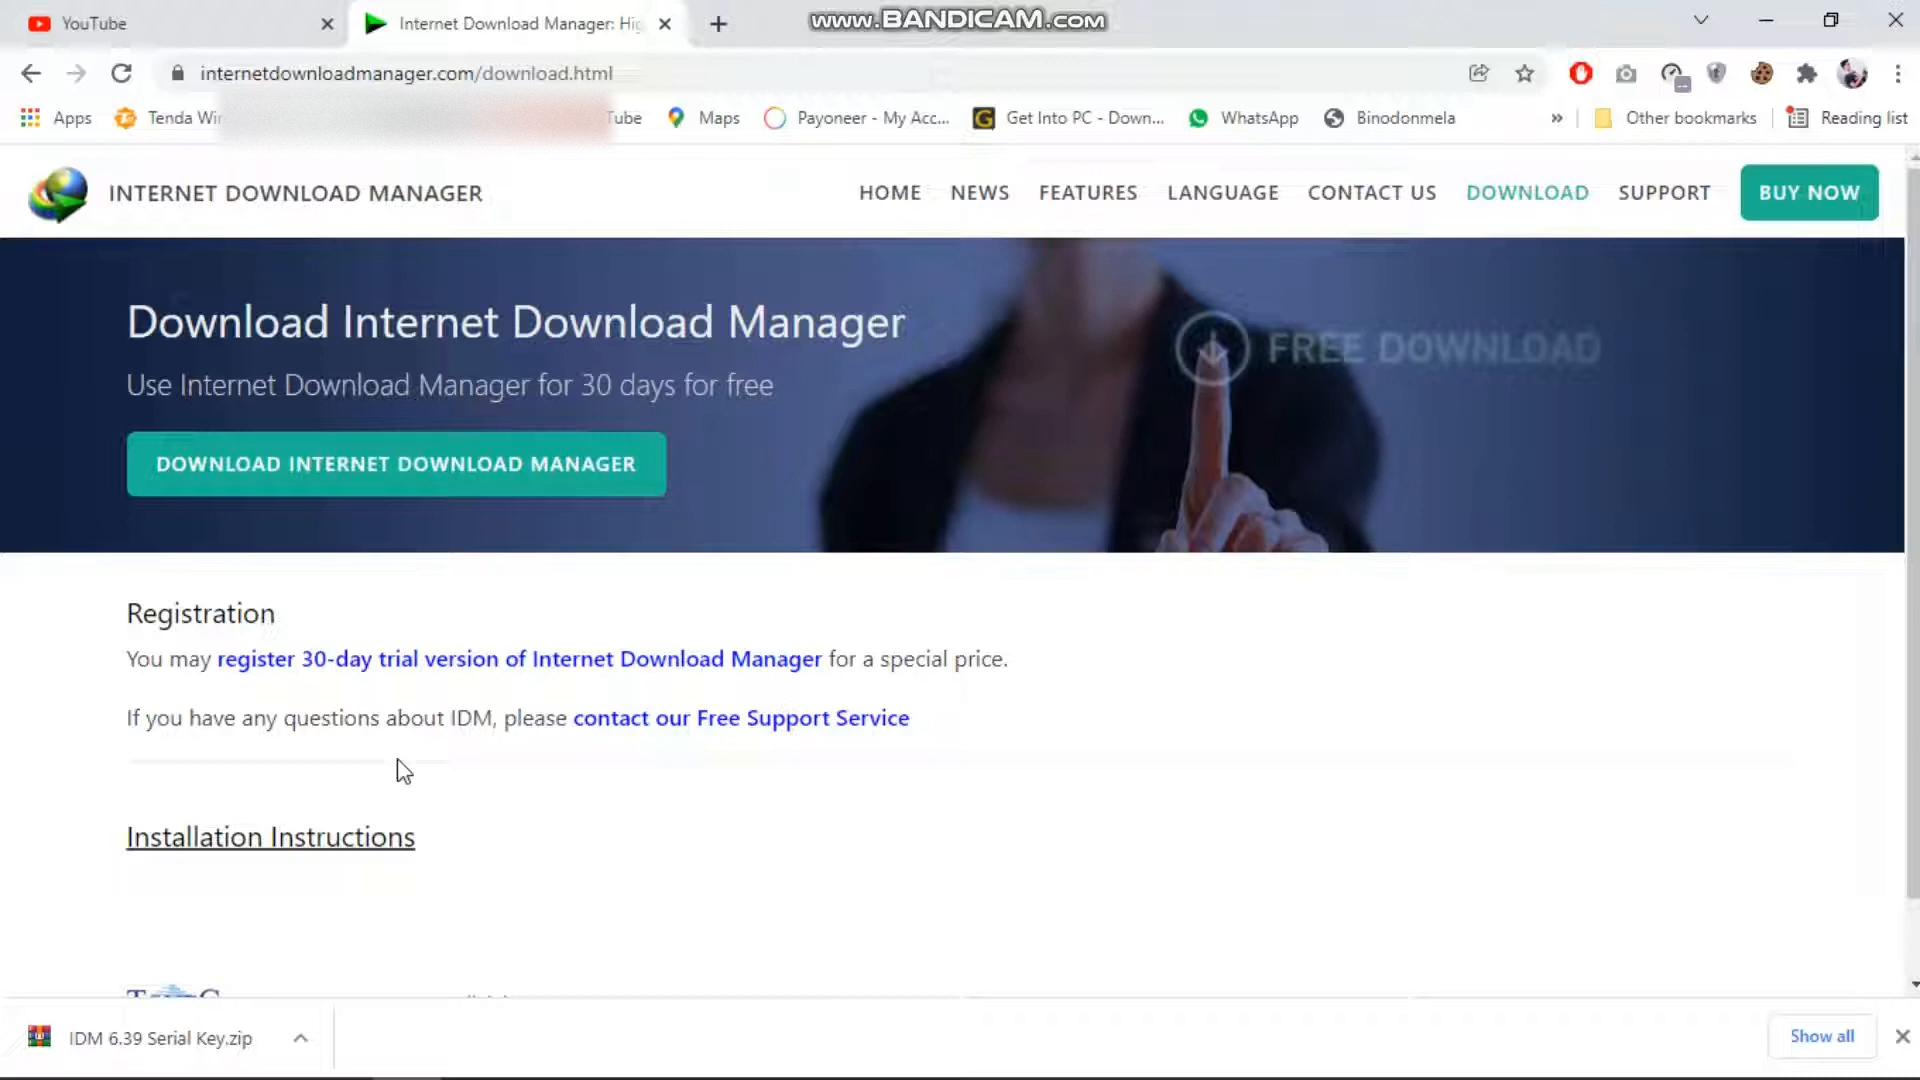 YouTube
Internet Download Manager: Hig
www.BANDICAM.com
internetdownloadmanager.com/download.html
Apps
Tenda Wir
Tube
Maps
Payoneer - My Acc...
Get Into PC - Down...
WhatsApp
Binodonmela
Other bookmarks
Reading list
INTERNET DOWNLOAD MANAGER
HOME
NEWS
FEATURES
LANGUAGE
CONTACT US
DOWNLOAD
SUPPORT
BUY NOW
Download Internet Download Manager
FREE DOWNLOAD
Use Internet Download Manager for 30 days for free
DOWNLOAD INTERNET DOWNLOAD MANAGER
Registration
You may register 30-day trial version of Internet Download Manager for a special price.
If you have any questions about IDM, please contact our Free Support Service
Installation Instructions
IDM 6.39 Serial Key.zip
Show all